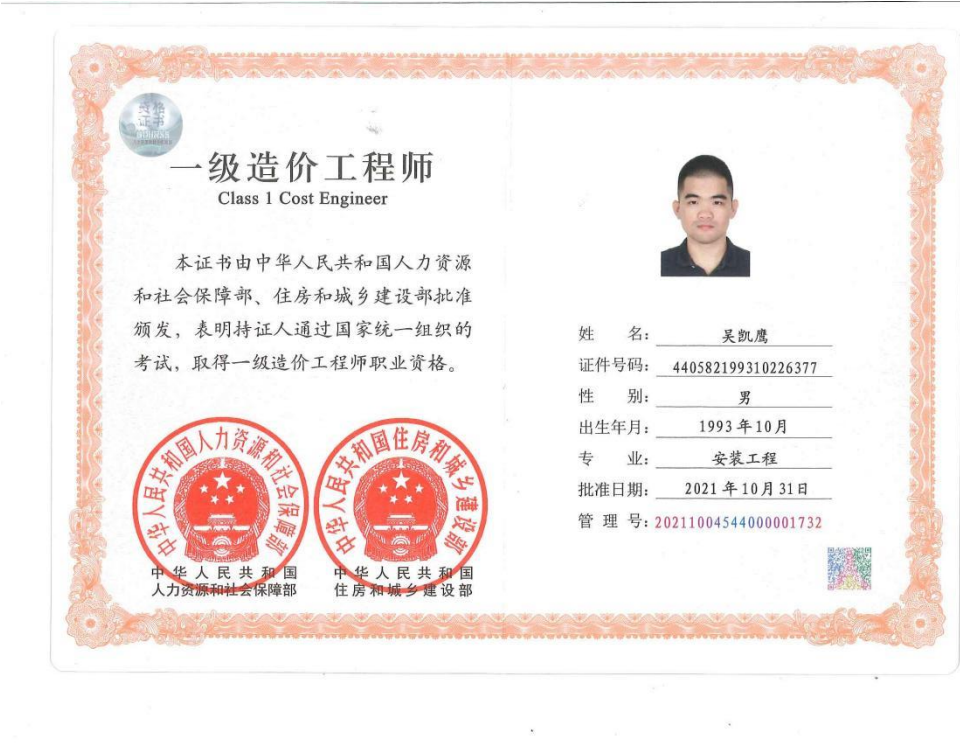 资格
证书
一级造价工程师
Class 1 Cost Engineer
本证书由中华人民共和国人力资源
和社会保障部、住房和城乡建设部批准
颁发，表明持证人通过国家统一组织的
考试，取得一级造价工程师职业资格。
中华人民共和国人力资源和社会保障部
中华人民共和国住房和城乡建设部
中华人民共和国
人力资源和社会保障部
中华人民共和国
住房和城乡建设部
姓 名：吴凯鹰
证件号码：440582199310226377
性 别：男
出生年月：1993年10月
专 业：安装工程
批准日期：2021年10月31日
管 理 号：20211004544000001732